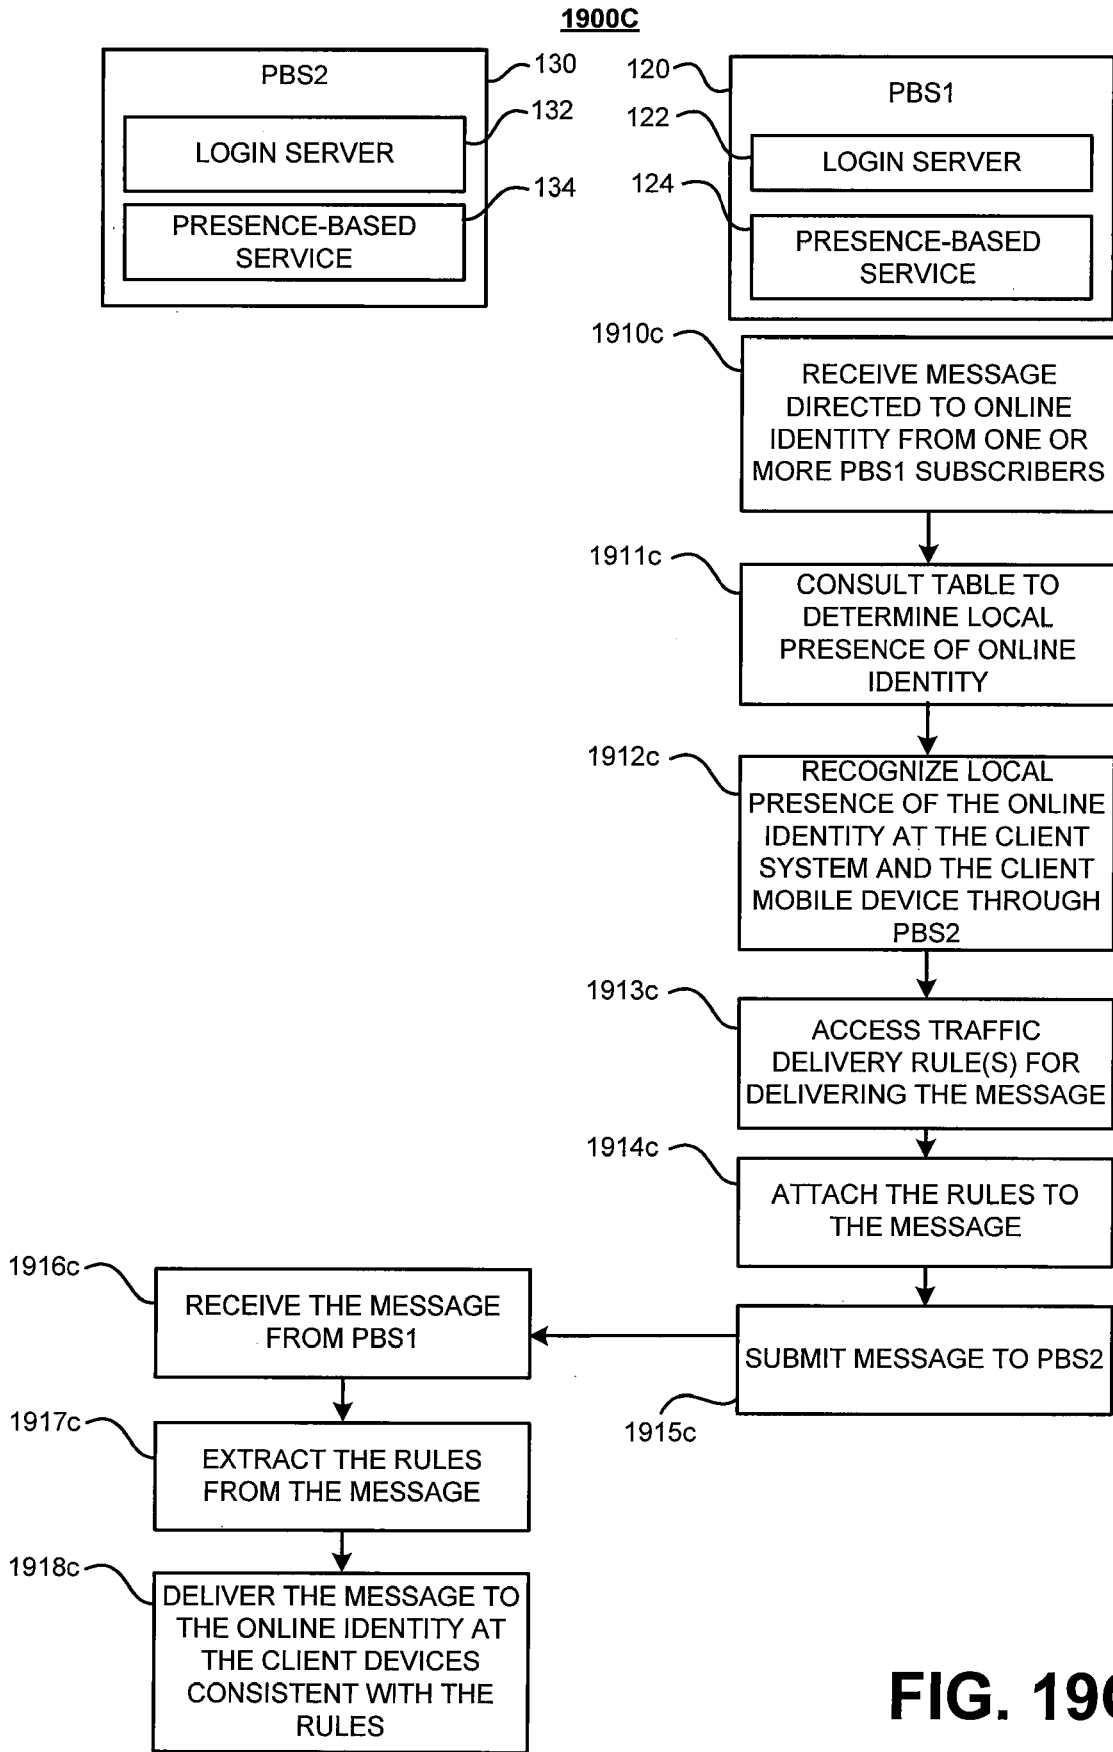 1900C
PBS2
130
LOGIN SERVER
132
PRESENCE-BASED
SERVICE
134
120
PBS1
122
LOGIN SERVER
124
PRESENCE-BASED
SERVICE
1910c
RECEIVE MESSAGE
DIRECTED TO ONLINE
IDENTITY FROM ONE OR
MORE PBS1 SUBSCRIBERS
1911c
CONSULT TABLE TO
DETERMINE LOCAL
PRESENCE OF ONLINE
IDENTITY
1912c
RECOGNIZE LOCAL
PRESENCE OF THE ONLINE
IDENTITY AT THE CLIENT
SYSTEM AND THE CLIENT
MOBILE DEVICE THROUGH
PBS2
1913c
ACCESS TRAFFIC
DELIVERY RULE(S) FOR
DELIVERING THE MESSAGE
1914c
ATTACH THE RULES TO
THE MESSAGE
SUBMIT MESSAGE TO PBS2
1915c
1916c
RECEIVE THE MESSAGE
FROM PBS1
1917c
EXTRACT THE RULES
FROM THE MESSAGE
1918c
DELIVER THE MESSAGE TO
THE ONLINE IDENTITY AT
THE CLIENT DEVICES
CONSISTENT WITH THE
RULES
FIG. 19C